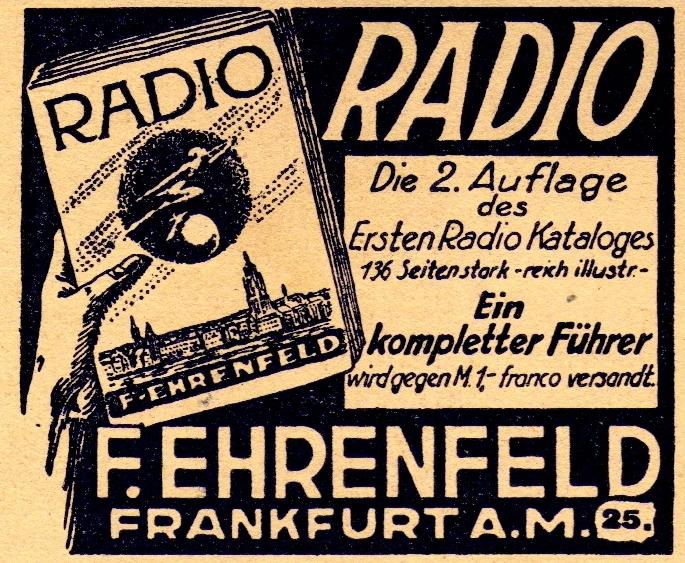 RADIO
F. EHRENFELD
RADIO
Die 2. Auflage
des
Ersten Radio Kataloges
136 Seiten stark - reich illustr. -
Ein
kompletter Führer
wird gegen M. 1,- franco versandt.
F. EHRENFELD
FRANKFURT A.M. 25.